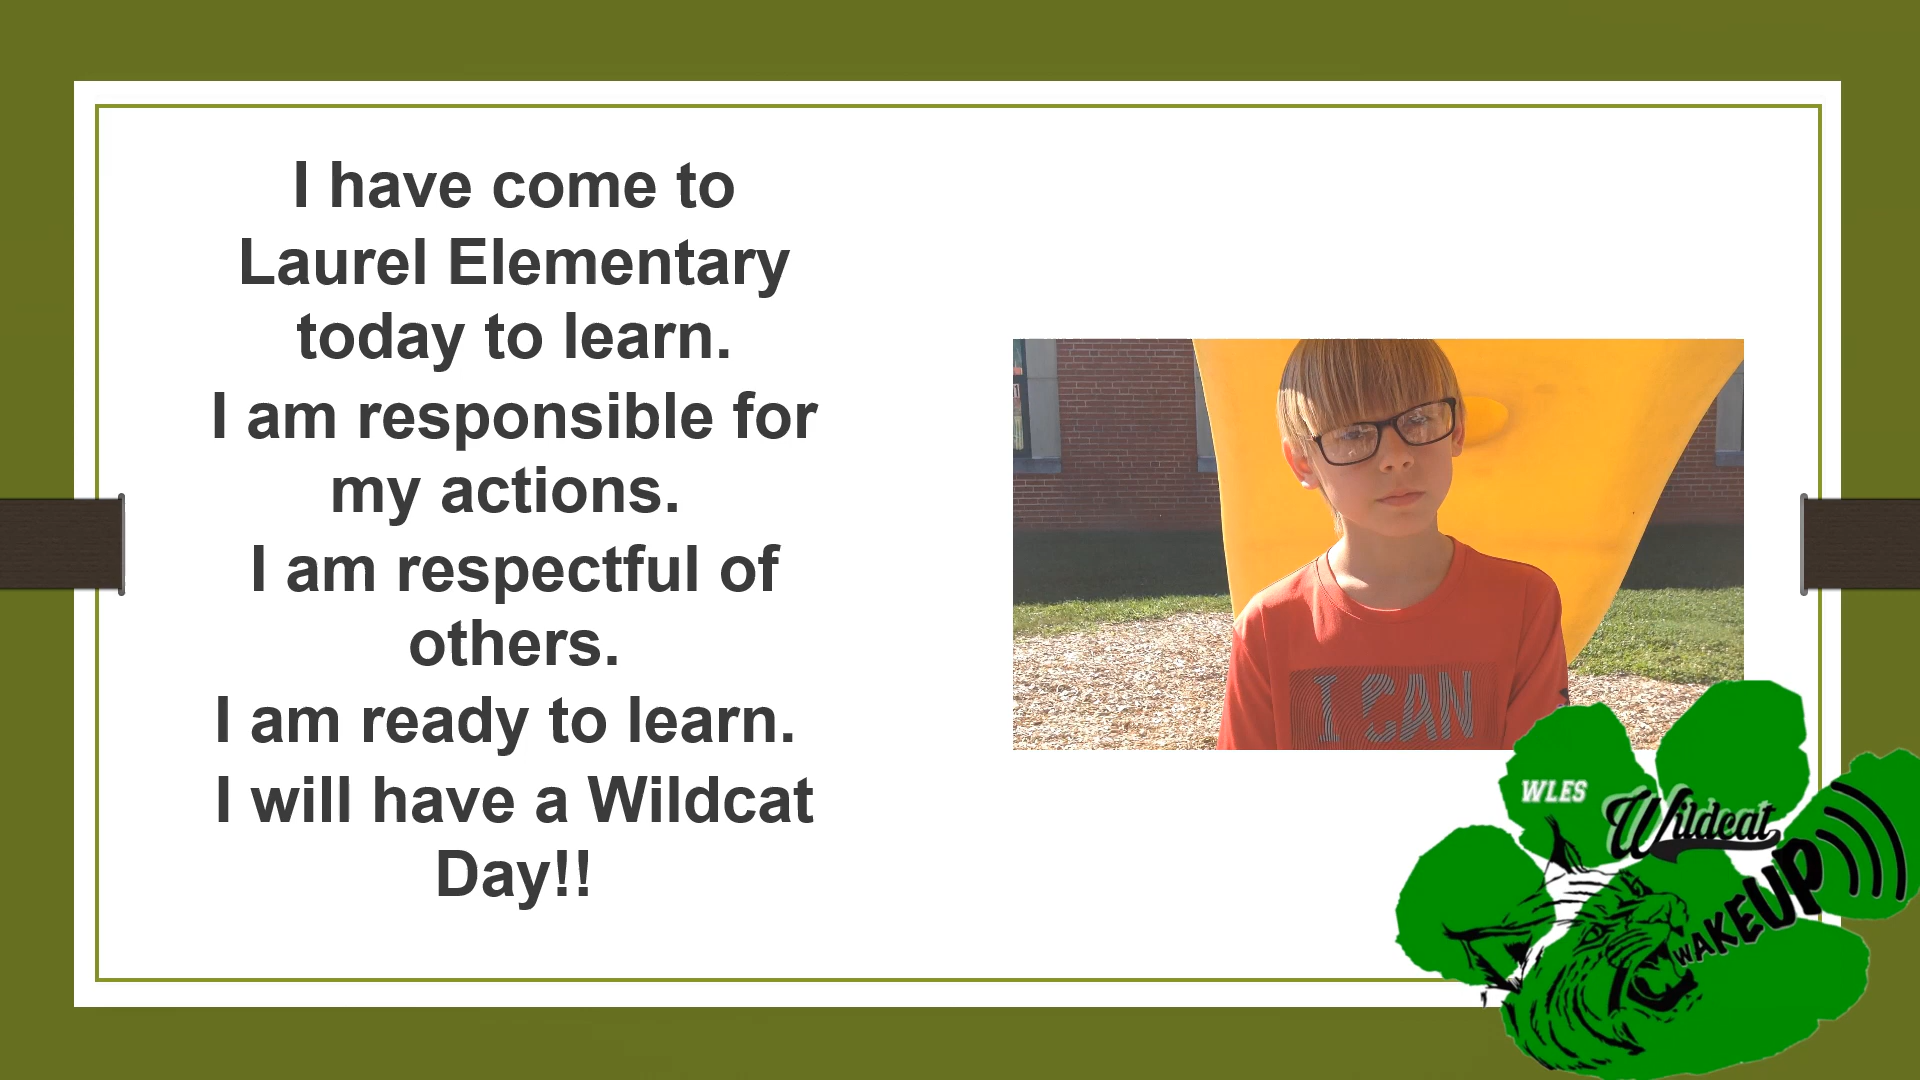 I have come to
Laurel Elementary
today to learn.
I am responsible for
my actions.
I am respectful of
others.
I am ready to learn.
I will have a Wildcat
Day!!
I CAN
WLES
Wildcat
WAKEUP